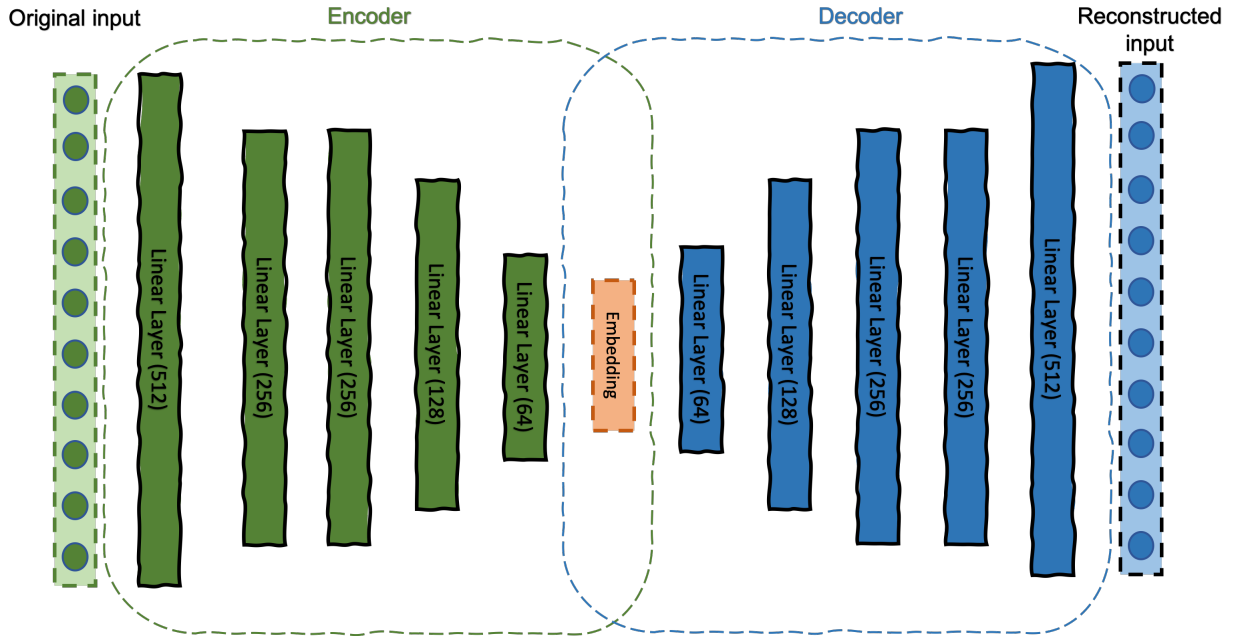 Original input
Encoder
Decoder
Reconstructed
input
Linear Layer (512)
Linear Layer (256)
Linear Layer (256)
Linear Layer (128)
Linear Layer (64)
Embedding
Linear Layer (64)
Linear Layer (128)
Linear Layer (256)
Linear Layer (256)
Linear Layer (512)